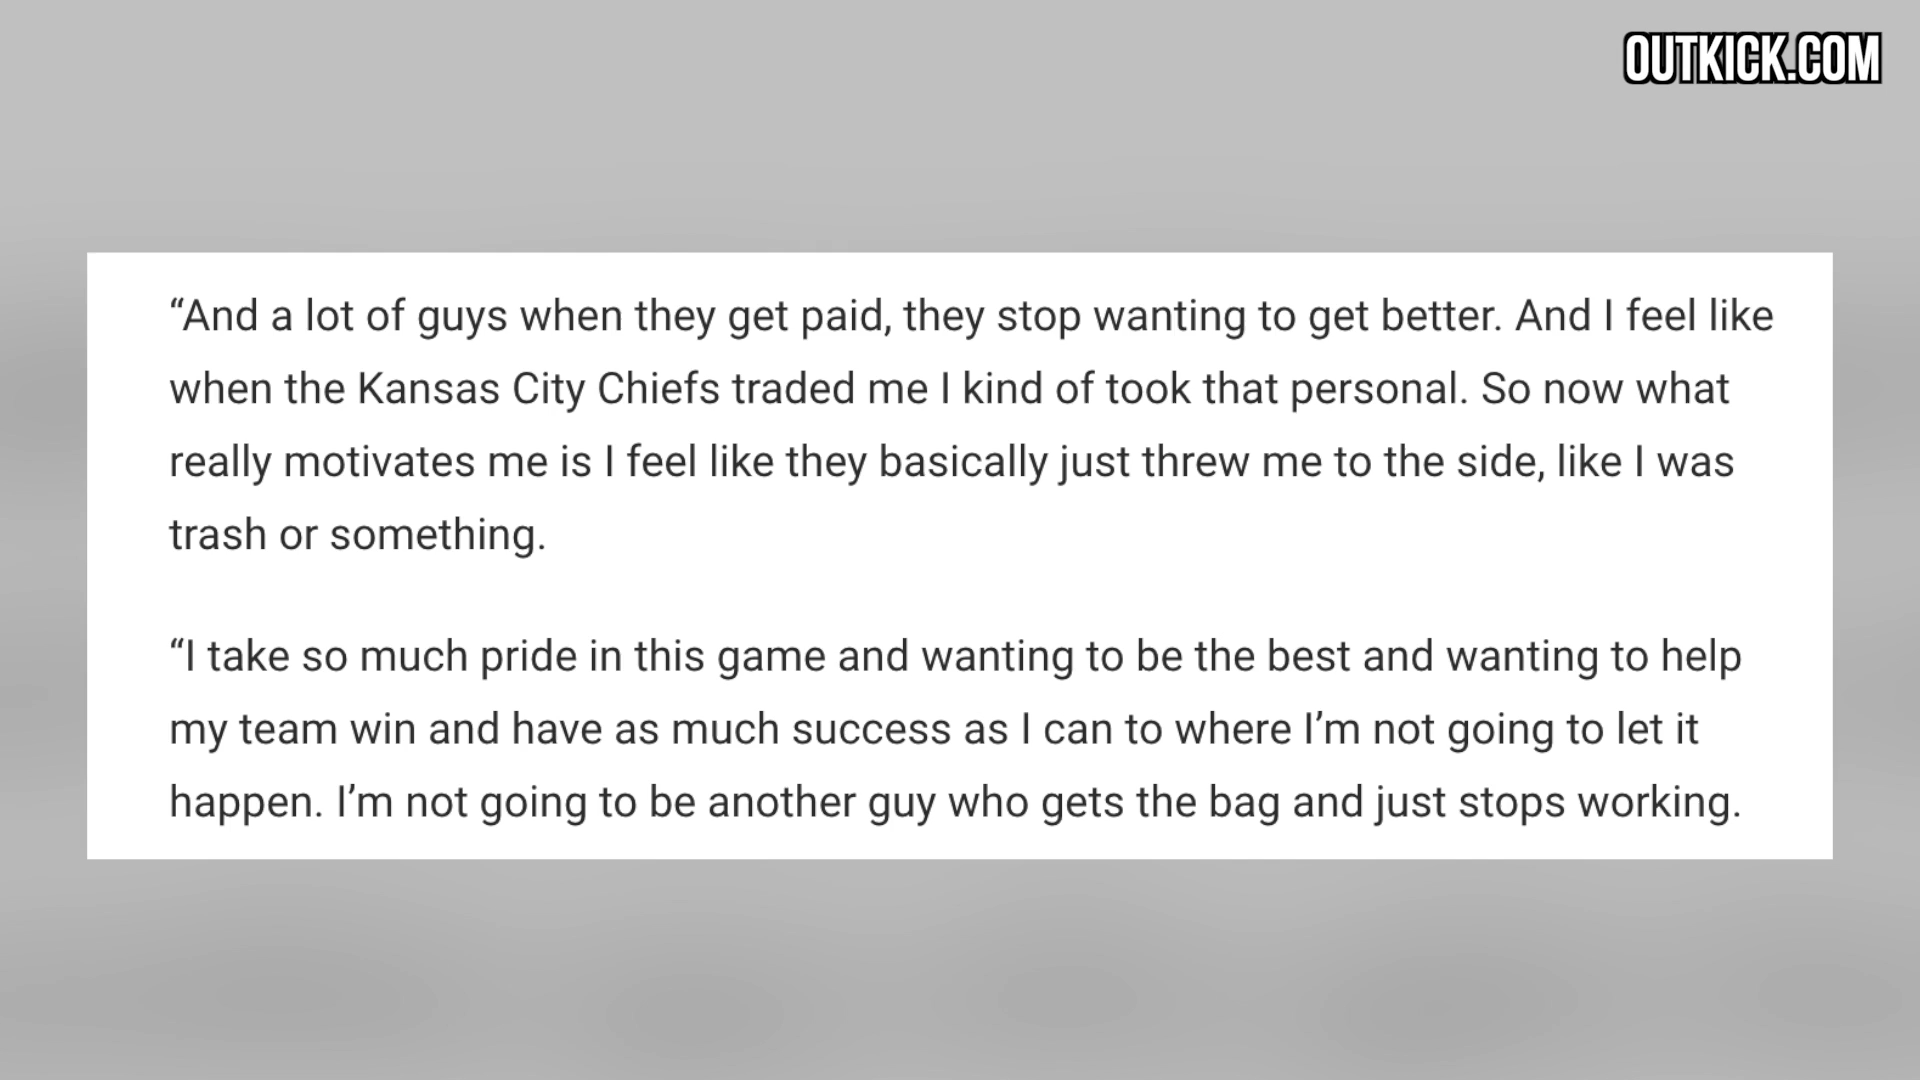 OUTKICK.COM
“And a lot of guys when they get paid, they stop wanting to get better. And I feel like
when the Kansas City Chiefs traded me I kind of took that personal. So now what
really motivates me is I feel like they basically just threw me to the side, like I was
trash or something.
“I take so much pride in this game and wanting to be the best and wanting to help
my team win and have as much success as I can to where I’m not going to let it
happen. I’m not going to be another guy who gets the bag and just stops working.